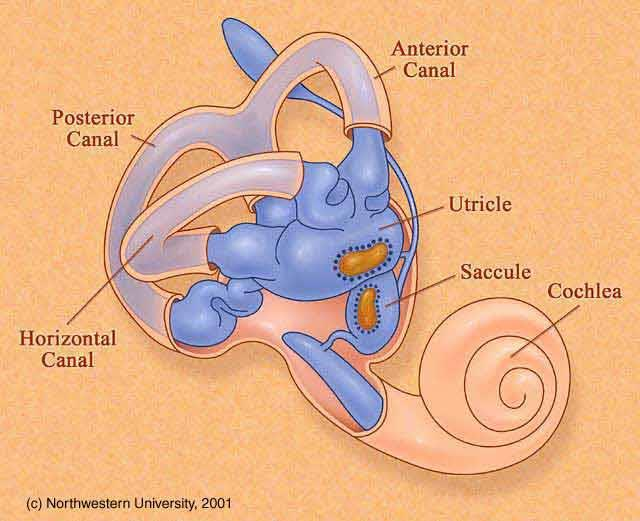 Anterior
Canal
Posterior
Canal
Utricle
Saccule
Cochlea
Horizontal
Canal
(c) Northwestern University, 2001